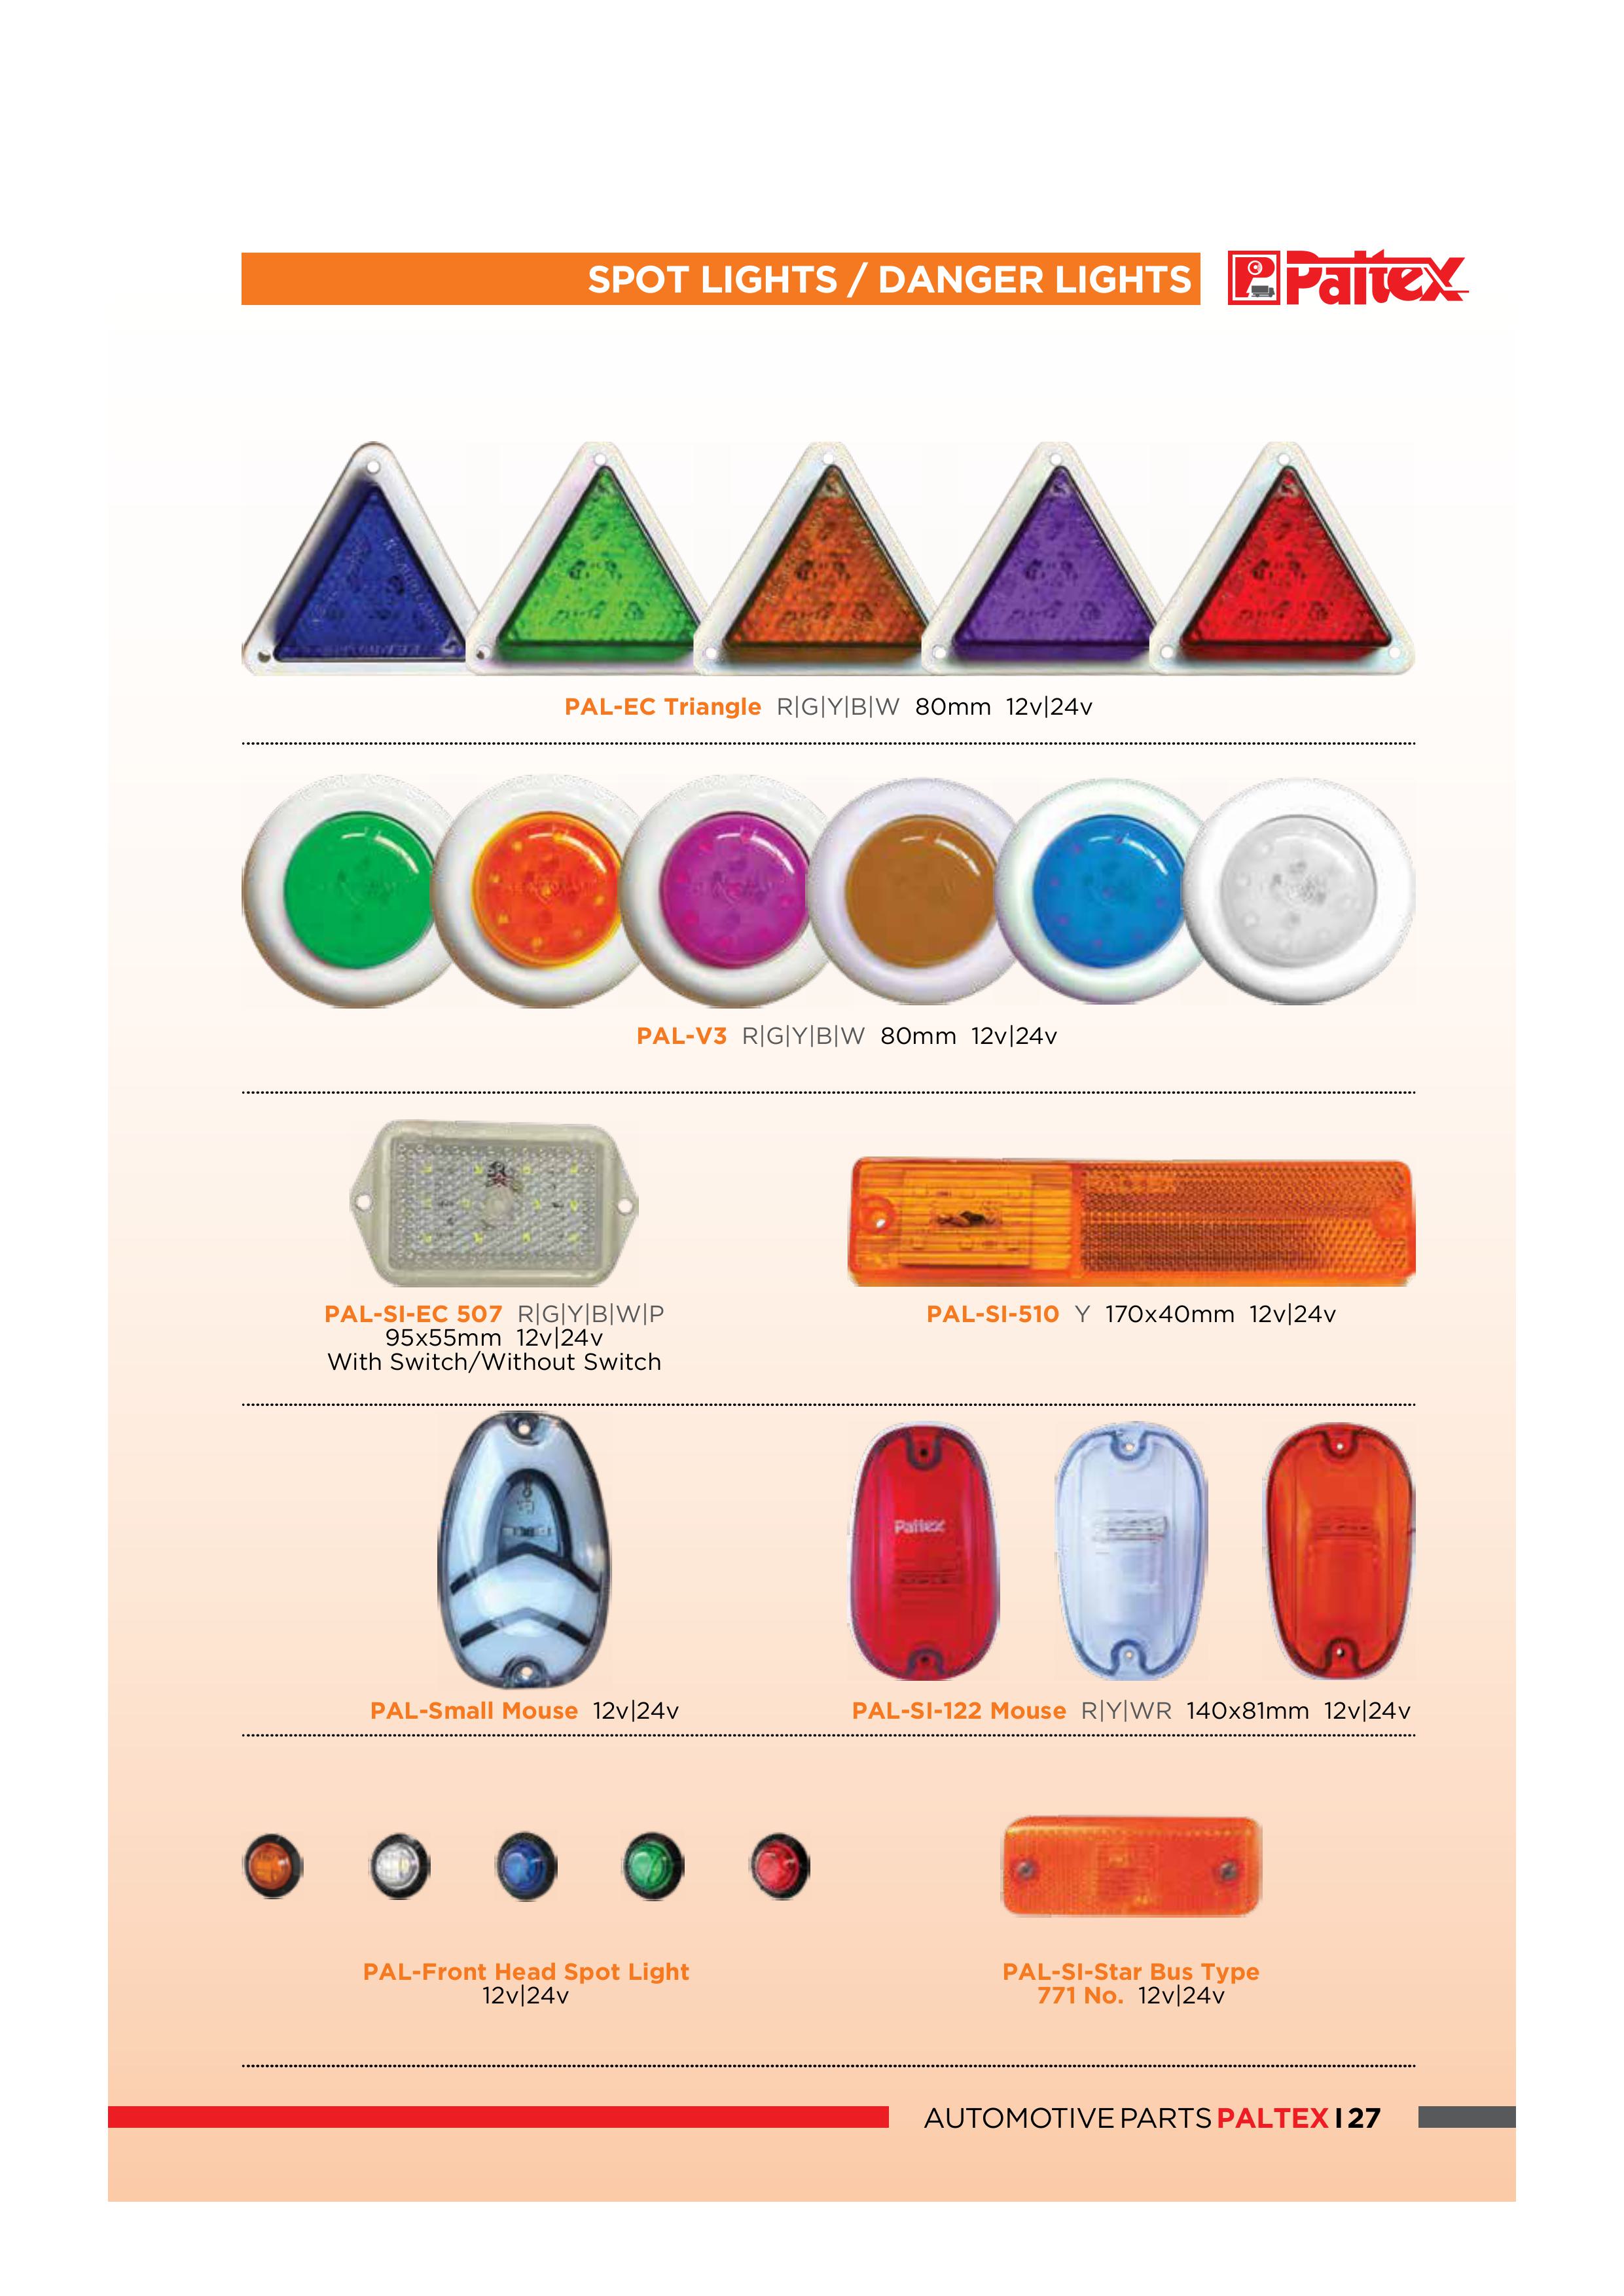 SPOT LIGHTS / DANGER LIGHTS
Paltex
PAL-EC Triangle R|G|Y|B|W 80mm 12v|24v
PAL-V3 R|G|Y|B|W 80mm 12v|24v
PAL-SI-EC 507 R|G|Y|B|W|P
95x55mm 12v|24v
With Switch/Without Switch
PAL-SI-510 Y 170x40mm 12v|24v
Paltex
PAL-Small Mouse 12v|24v
PAL-SI-122 Mouse R|Y|WR 140x81mm 12v|24v
PAL-Front Head Spot Light
12v|24v
PAL-SI-Star Bus Type
771 No. 12v|24v
AUTOMOTIVE PARTS PALTEX I 27